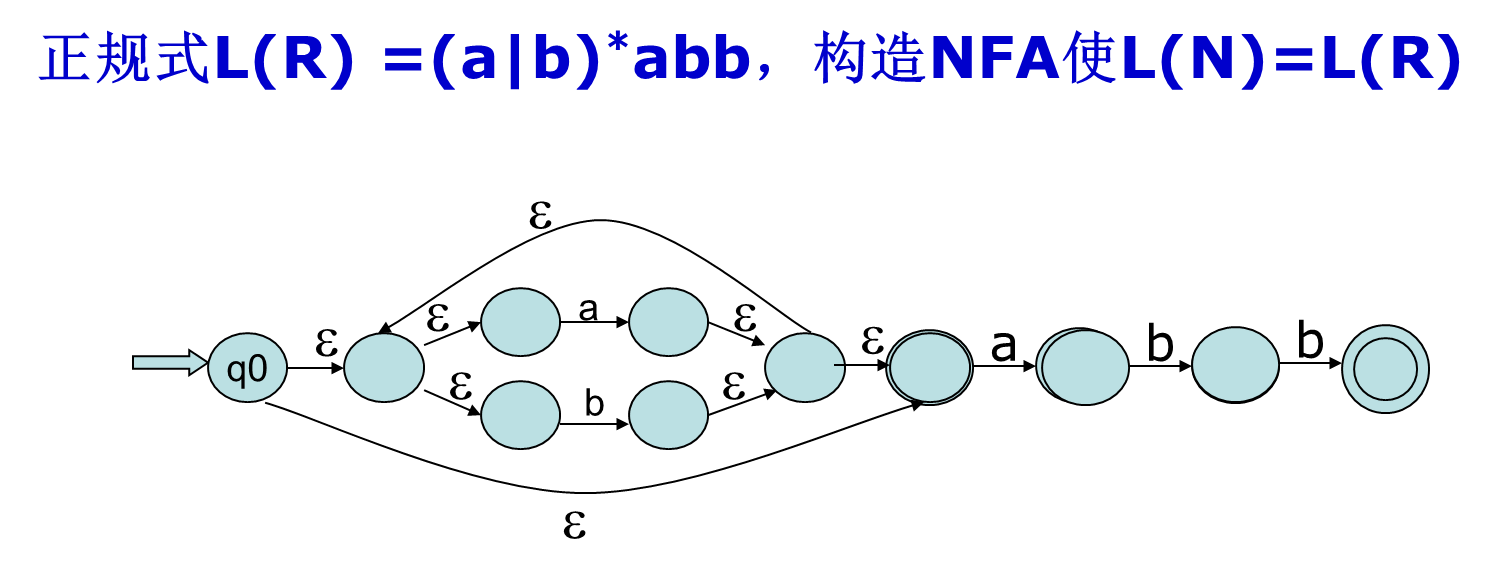 正规式L(R) =(a|b)*abb，构造NFA使L(N)=L(R)
ε
ε a ε
q0 ε ε a b b
ε b ε
ε